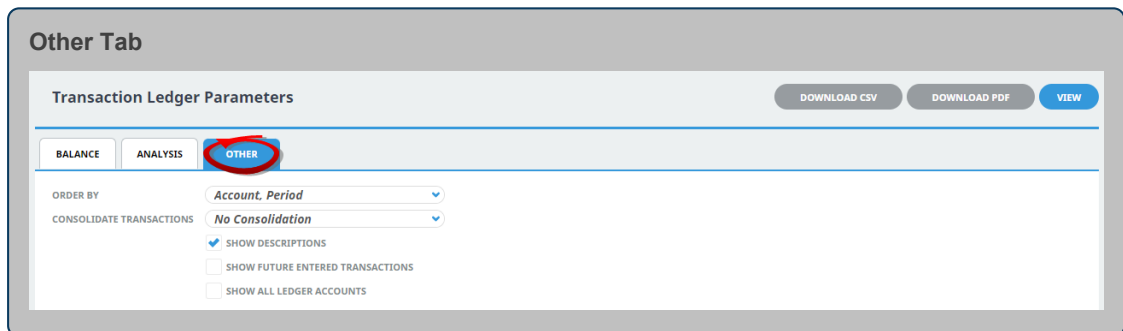 Other Tab
Transaction Ledger Parameters
DOWNLOAD CSV
DOWNLOAD PDF
VIEW
BALANCE
ANALYSIS
OTHER
ORDER BY
Account, Period
CONSOLIDATE TRANSACTIONS
No Consolidation
SHOW DESCRIPTIONS
SHOW FUTURE ENTERED TRANSACTIONS
SHOW ALL LEDGER ACCOUNTS